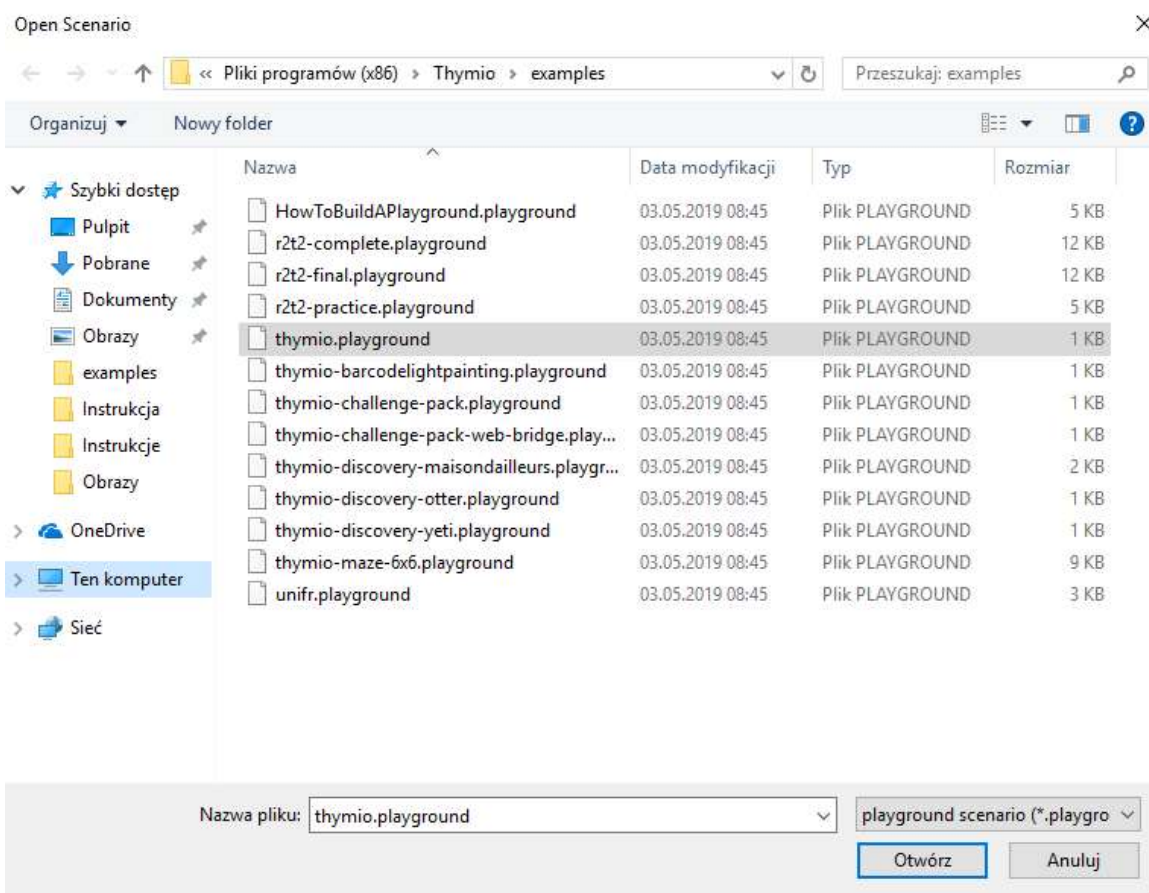 Open Scenario
« Pliki programów (x86) › Thymio › examples
Przeszukaj: examples
Organizuj
Nowy folder
Nazwa Data modyfikacji Typ Rozmiar
Szybki dostęp
Pulpit
Pobrane
Dokumenty
Obrazy
examples
Instrukcja
Instrukcje
Obrazy
OneDrive
Ten komputer
Sieć
HowToBuildAPlayground.playground 03.05.2019 08:45 Plik PLAYGROUND 5 KB
r2t2-complete.playground 03.05.2019 08:45 Plik PLAYGROUND 12 KB
r2t2-final.playground 03.05.2019 08:45 Plik PLAYGROUND 12 KB
r2t2-practice.playground 03.05.2019 08:45 Plik PLAYGROUND 5 KB
thymio.playground 03.05.2019 08:45 Plik PLAYGROUND 1 KB
thymio-barcodelightpainting.playground 03.05.2019 08:45 Plik PLAYGROUND 1 KB
thymio-challenge-pack.playground 03.05.2019 08:45 Plik PLAYGROUND 1 KB
thymio-challenge-pack-web-bridge.play... 03.05.2019 08:45 Plik PLAYGROUND 1 KB
thymio-discovery-maisondailleurs.playgr... 03.05.2019 08:45 Plik PLAYGROUND 2 KB
thymio-discovery-otter.playground 03.05.2019 08:45 Plik PLAYGROUND 1 KB
thymio-discovery-yeti.playground 03.05.2019 08:45 Plik PLAYGROUND 1 KB
thymio-maze-6x6.playground 03.05.2019 08:45 Plik PLAYGROUND 9 KB
unifr.playground 03.05.2019 08:45 Plik PLAYGROUND 3 KB
Nazwa pliku: thymio.playground
playground scenario (*.playgro
Otwórz
Anuluj